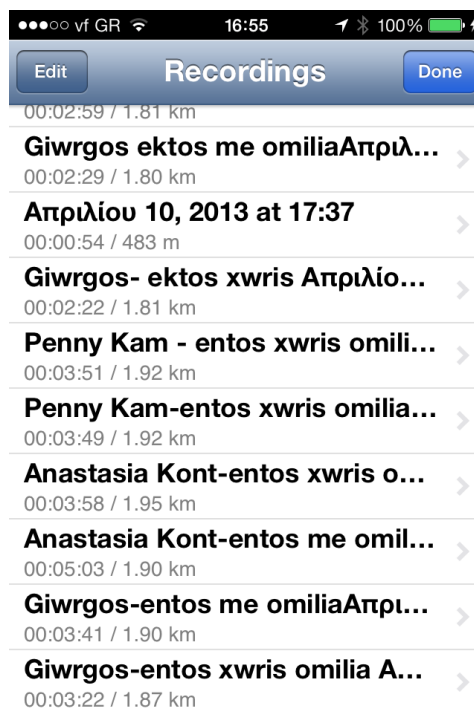 vf GR 16:55 100%
Edit Recordings Done
00:02:59 / 1.81 km
Giwrgos ektos me omiliaΑπριλ...
00:02:29 / 1.80 km
Απριλίου 10, 2013 at 17:37
00:00:54 / 483 m
Giwrgos- ektos xwris Απριλίο...
00:02:22 / 1.81 km
Penny Kam - entos xwris omili...
00:03:51 / 1.92 km
Penny Kam-entos xwris omilia...
00:03:49 / 1.92 km
Anastasia Kont-entos xwris o...
00:03:58 / 1.95 km
Anastasia Kont-entos me omil...
00:05:03 / 1.90 km
Giwrgos-entos me omiliaΑπρι...
00:03:41 / 1.90 km
Giwrgos-entos xwris omilia Α...
00:03:22 / 1.87 km